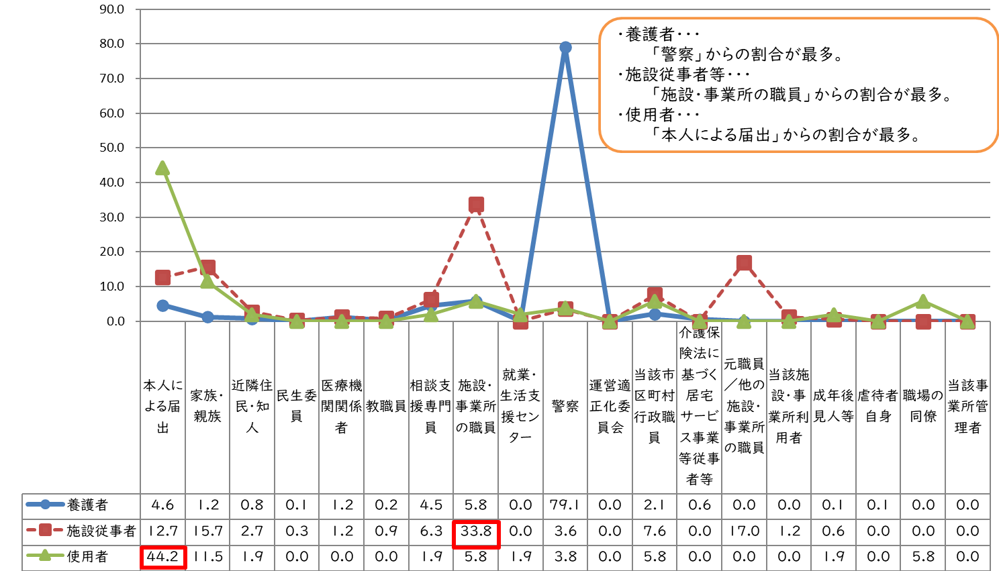 90.0
80.0
70.0
60.0
50.0
40.0
30.0
20.0
10.0
0.0
・養護者・・・
「警察」からの割合が最多。
・施設従事者等・・・
「施設・事業所の職員」からの割合が最多。
・使用者・・・
「本人による届出」からの割合が最多。
本人に
よる届
出
家族・
親族
近隣住
民・知
人
民生委
員
医療機
関関係
者
教職員
相談支
援専門
員
施設・
事業所
の職員
就業・
生活支
援セン
ター
警察
運営適
正化委
員会
当該市
区町村
行政職
員
介護保
険法に
基づく
居宅
サービ
ス事業
等従事
者等
元職員
／他の
施設・
事業所
の職員
当該施
設・事
業所利
用者
成年後
見人等
虐待者
自身
職場の
同僚
当該事
業所管
理者
養護者 4.6 1.2 0.8 0.1 1.2 0.2 4.5 5.8 0.0 79.1 0.0 2.1 0.6 0.0 0.0 0.1 0.1 0.0 0.0
施設従事者 12.7 15.7 2.7 0.3 1.2 0.9 6.3 33.8 0.0 3.6 0.0 7.6 0.0 17.0 1.2 0.6 0.0 0.0 0.0
使用者 44.2 11.5 1.9 0.0 0.0 0.0 1.9 5.8 1.9 3.8 0.0 5.8 0.0 0.0 0.0 1.9 0.0 5.8 0.0